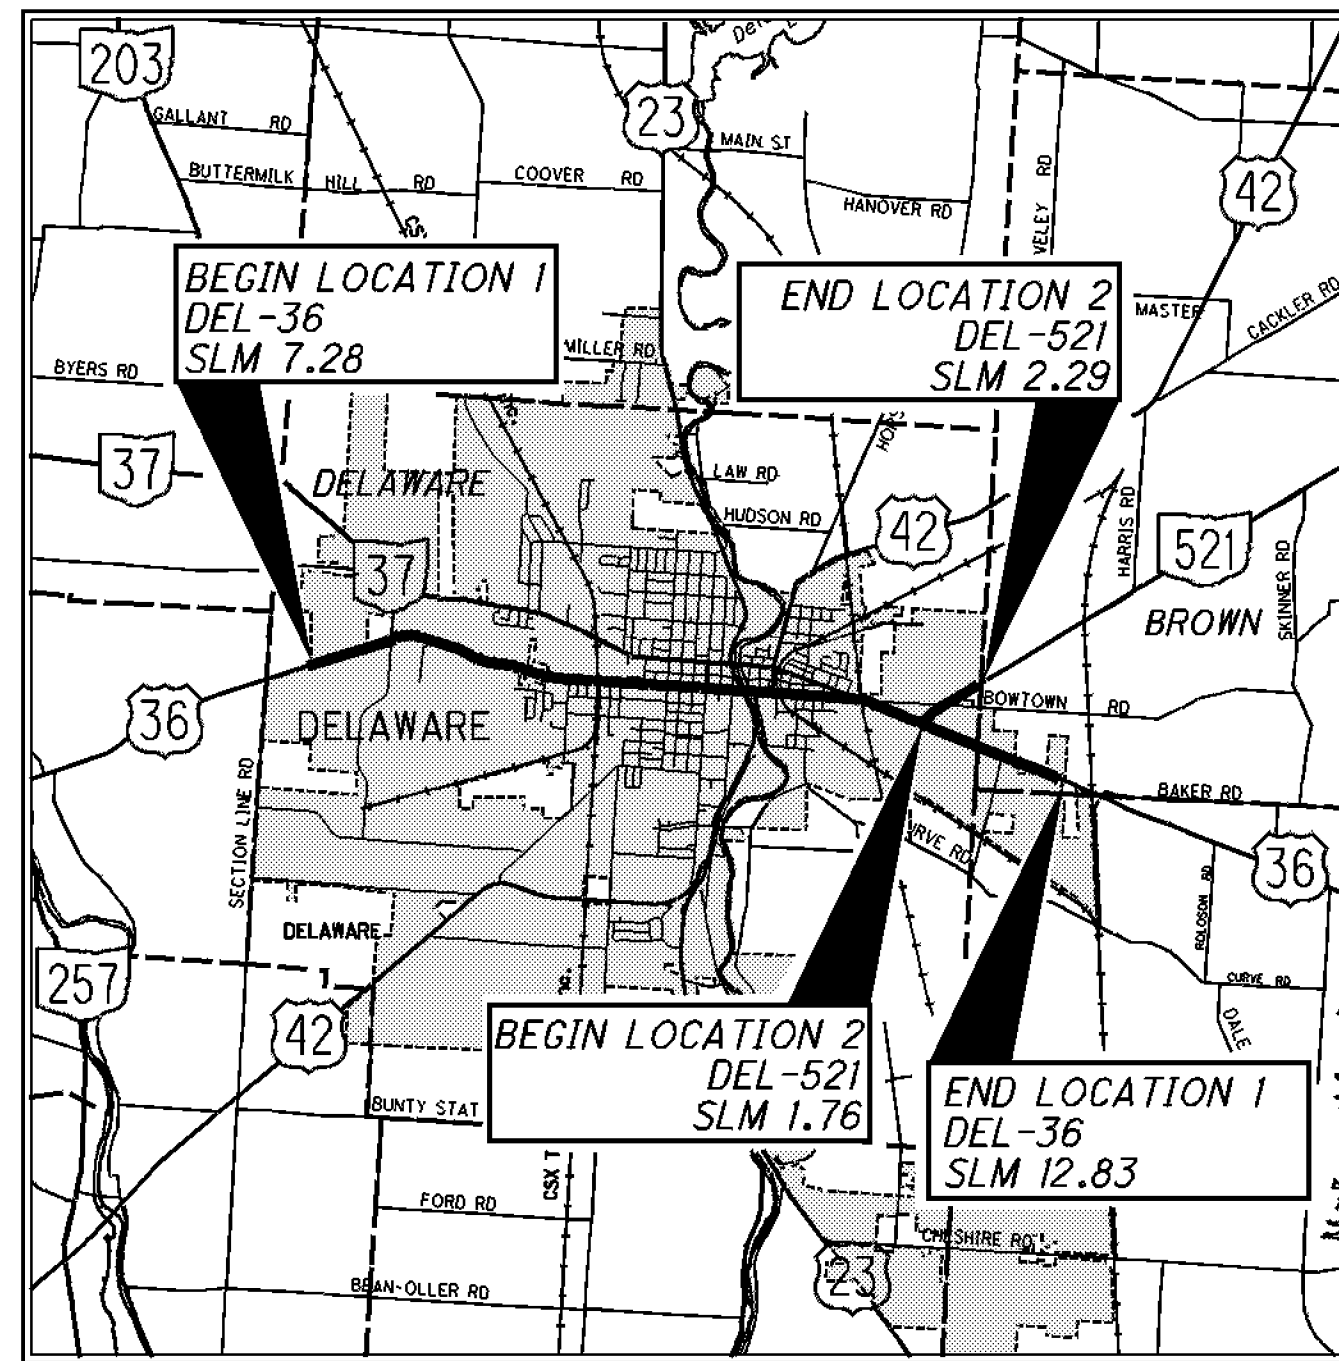 203
GALLANT RD
BUTTERMILK HILL RD
COOVER RD
23
MAIN ST
HANOVER RD
VELEY RD
42
CACKLER RD
MASTER
BEGIN LOCATION 1
DEL-36
SLM 7.28
END LOCATION 2
DEL-521
SLM 2.29
MILLER RD
BYERS RD
37
DELAWARE
LAW RD
HUDSON RD
42
HARRIS RD
521
SKINNER RD
BROWN
37
36
DELAWARE
BOWTOWN RD
BAKER RD
SECTION LINE RD
URVE RD
36
ROLOSON RD
CURVE RD
DALE
DELAWARE
257
42
BEGIN LOCATION 2
DEL-521
SLM 1.76
END LOCATION 1
DEL-36
SLM 12.83
BUNTY STAT
CSX T
FORD RD
CHESHIRE RD
23
BEAN-OLLER RD